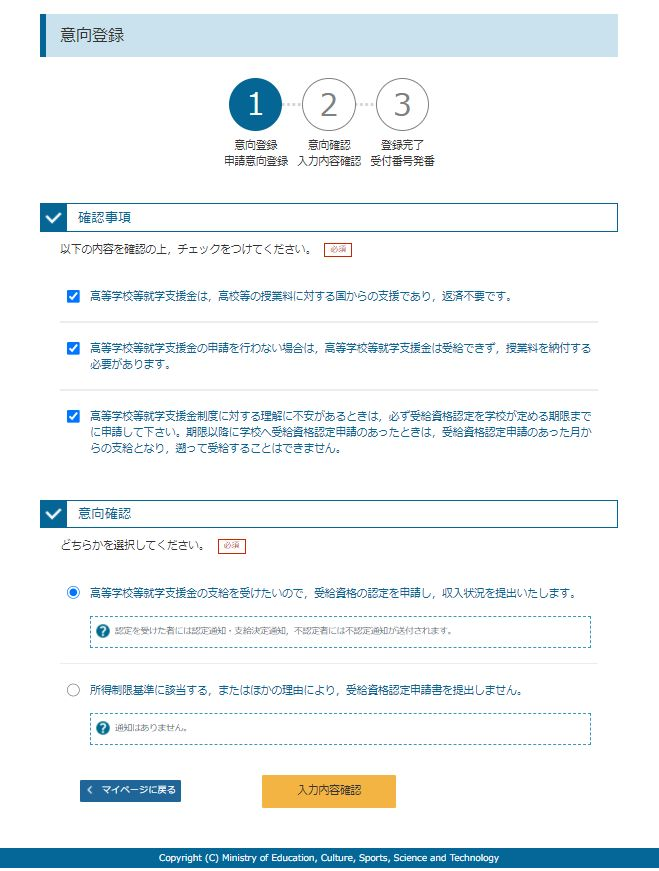 意向登録
1
2
3
意向登録
申請意向登録
意向確認
入力内容確認
登録完了
受付番号発番
確認事項
以下の内容を確認の上，チェックをつけてください。 必須
高等学校等就学支援金は，高校等の授業料に対する国からの支援であり，返済不要です。
高等学校等就学支援金の申請を行わない場合は，高等学校等就学支援金は受給できず，授業料を納付する
必要があります。
高等学校等就学支援金制度に対する理解に不安があるときは，必ず受給資格認定を学校が定める期限まで
に申請して下さい。期限以降に学校へ受給資格認定申請のあったときは，受給資格認定申請のあった月か
らの支給となり，遡って受給することはできません。
意向確認
どちらかを選択してください。 必須
高等学校等就学支援金の支給を受けたいので，受給資格の認定を申請し，収入状況を提出いたします。
? 認定を受けた者には認定通知・支給決定通知，不認定者には不認定通知が送付されます。
所得制限基準に該当する，またはほかの理由により，受給資格認定申請書を提出しません。
? 通知はありません。
マイページに戻る
入力内容確認
Copyright (C) Ministry of Education, Culture, Sports, Science and Technology